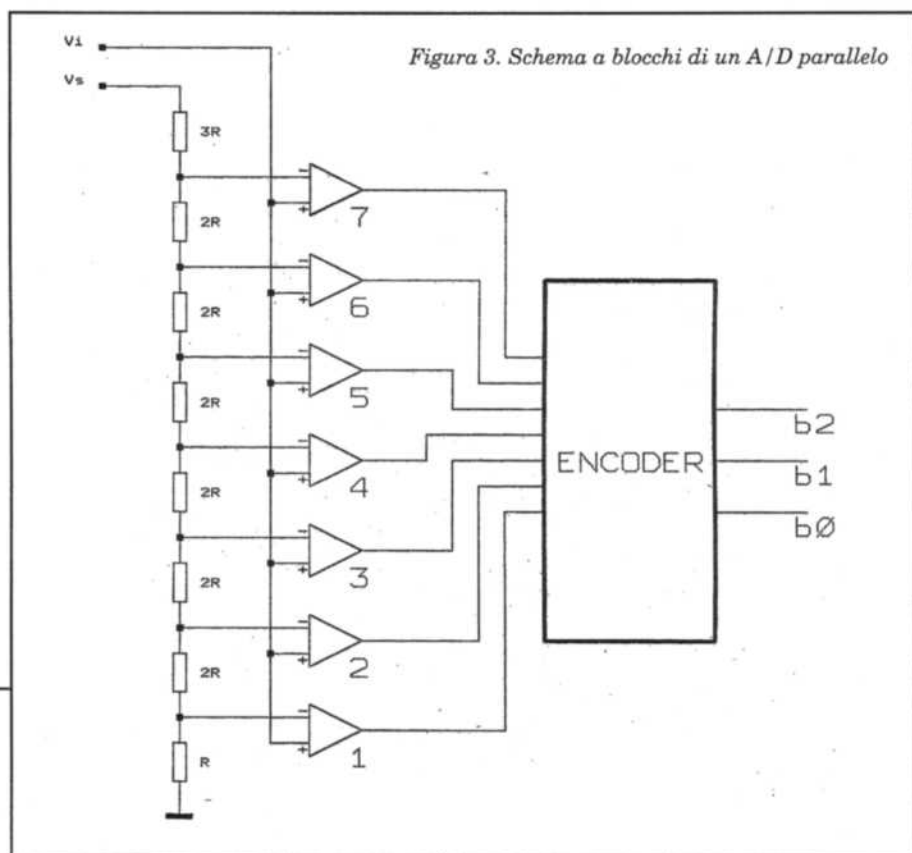 Vi
Figura 3. Schema a blocchi di un A/D parallelo
Vs
3R
7
2R
6
2R
5
2R
4
ENCODER
b2
b1
bØ
2R
3
2R
2
2R
1
R